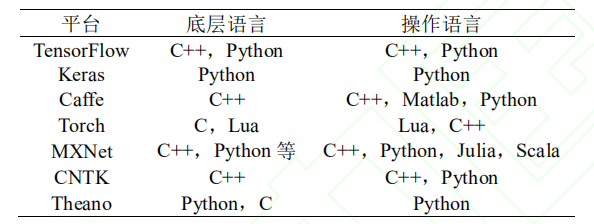 平台 底层语言 操作语言
TensorFlow C++，Python C++，Python
Keras Python Python
Caffe C++ C++，Matlab，Python
Torch C，Lua Lua，C++
MXNet C++，Python 等 C++，Python，Julia，Scala
CNTK C++ C++，Python
Theano Python，C Python